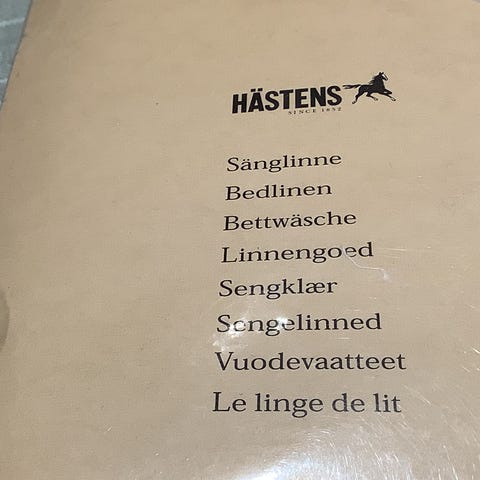 HÄSTENS
SINCE 1852
Sänglinne
Bedlinen
Bettwäsche
Linnengoed
Sengklær
Sengelinned
Vuodevaatteet
Le linge de lit